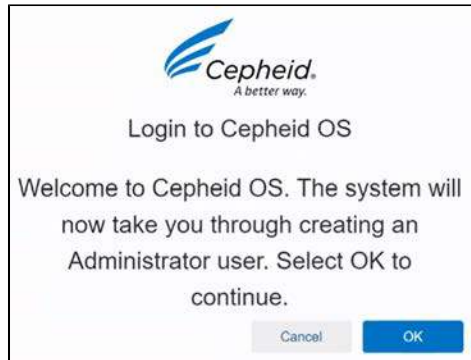 Cepheid.
A better way.
Login to Cepheid OS
Welcome to Cepheid OS. The system will
now take you through creating an
Administrator user. Select OK to
continue.
Cancel OK